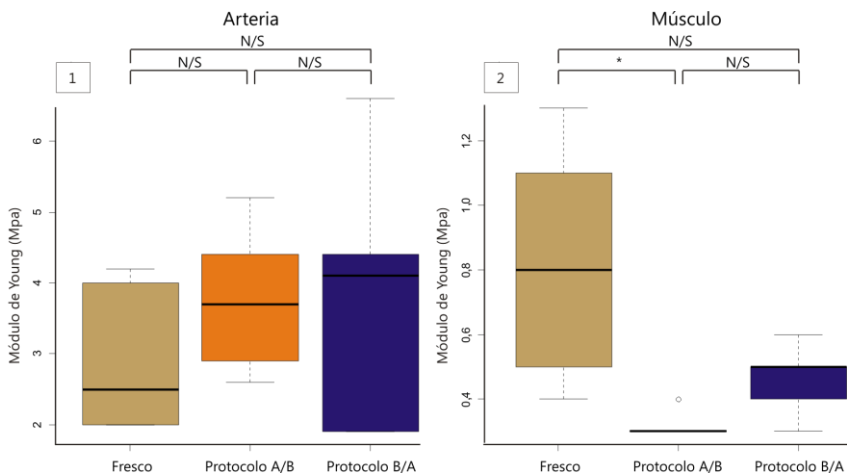 Arteria
N/S
N/S
N/S
1
Módulo de Young (Mpa)
6
5
4
3
2
Fresco
Protocolo A/B
Protocolo B/A
Músculo
N/S
*
N/S
2
Módulo de Young (Mpa)
1,2
1,0
0,8
0,6
0,4
Fresco
Protocolo A/B
Protocolo B/A